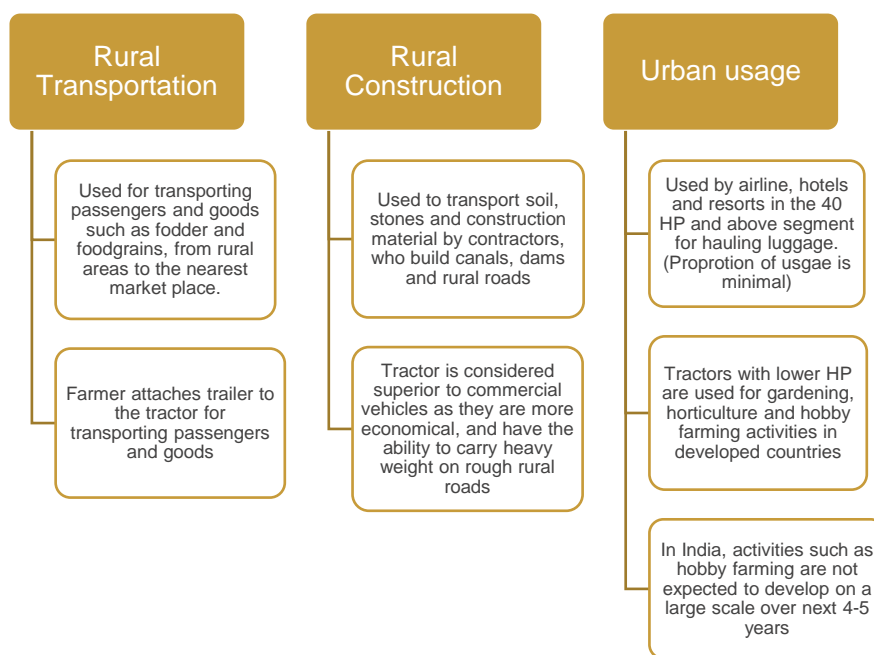 Rural
Transportation
Used for transporting
passengers and goods
such as fodder and
foodgrains, from rural
areas to the nearest
market place.
Farmer attaches trailer to
the tractor for
transporting passengers
and goods
Rural
Construction
Used to transport soil,
stones and construction
material by contractors,
who build canals, dams
and rural roads
Tractor is considered
superior to commercial
vehicles as they are more
economical, and have the
ability to carry heavy
weight on rough rural
roads
Urban usage
Used by airline, hotels
and resorts in the 40
HP and above segment
for hauling luggage.
(Proprotion of usgae is
minimal)
Tractors with lower HP
are used for gardening,
horticulture and hobby
farming activities in
developed countries
In India, activities such as
hobby farming are not
expected to develop on a
large scale over next 4-5
years